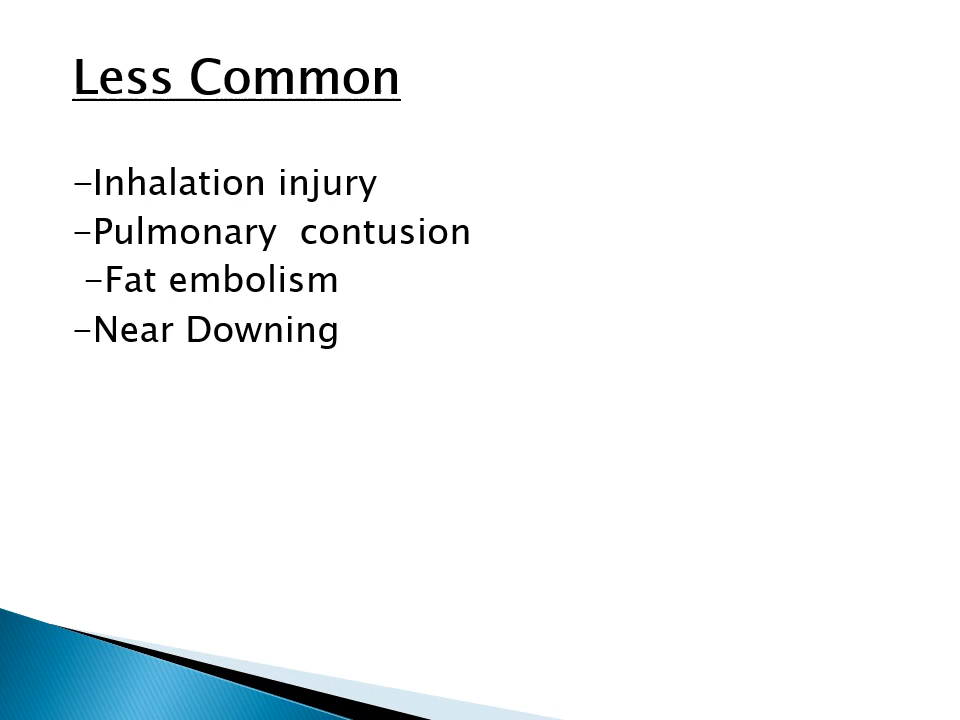 Less Common
-Inhalation injury
-Pulmonary  contusion
-Fat embolism
-Near Downing